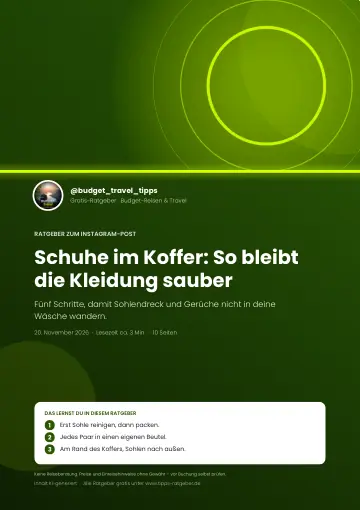 @budget_travel_tipps
Gratis-Ratgeber · Budget-Reisen & Travel
RATGEBER ZUM INSTAGRAM-POST
Schuhe im Koffer: So bleibt
die Kleidung sauber
Fünf Schritte, damit Sohlendreck und Gerüche nicht in deine
Wäsche wandern.
20. November 2026 · Lesezeit ca. 3 Min · 10 Seiten
DAS LERNST DU IN DIESEM RATGEBER
1 Erst Sohle reinigen, dann packen.
2 Jedes Paar in einen eigenen Beutel.
3 Am Rand des Koffers, Sohlen nach außen.
Keine Reiseberatung. Preise und Einreisehinweise ohne Gewähr – vor Buchung selbst prüfen.
Inhalt KI-generiert · Alle Ratgeber gratis unter www.tipps-ratgeber.de